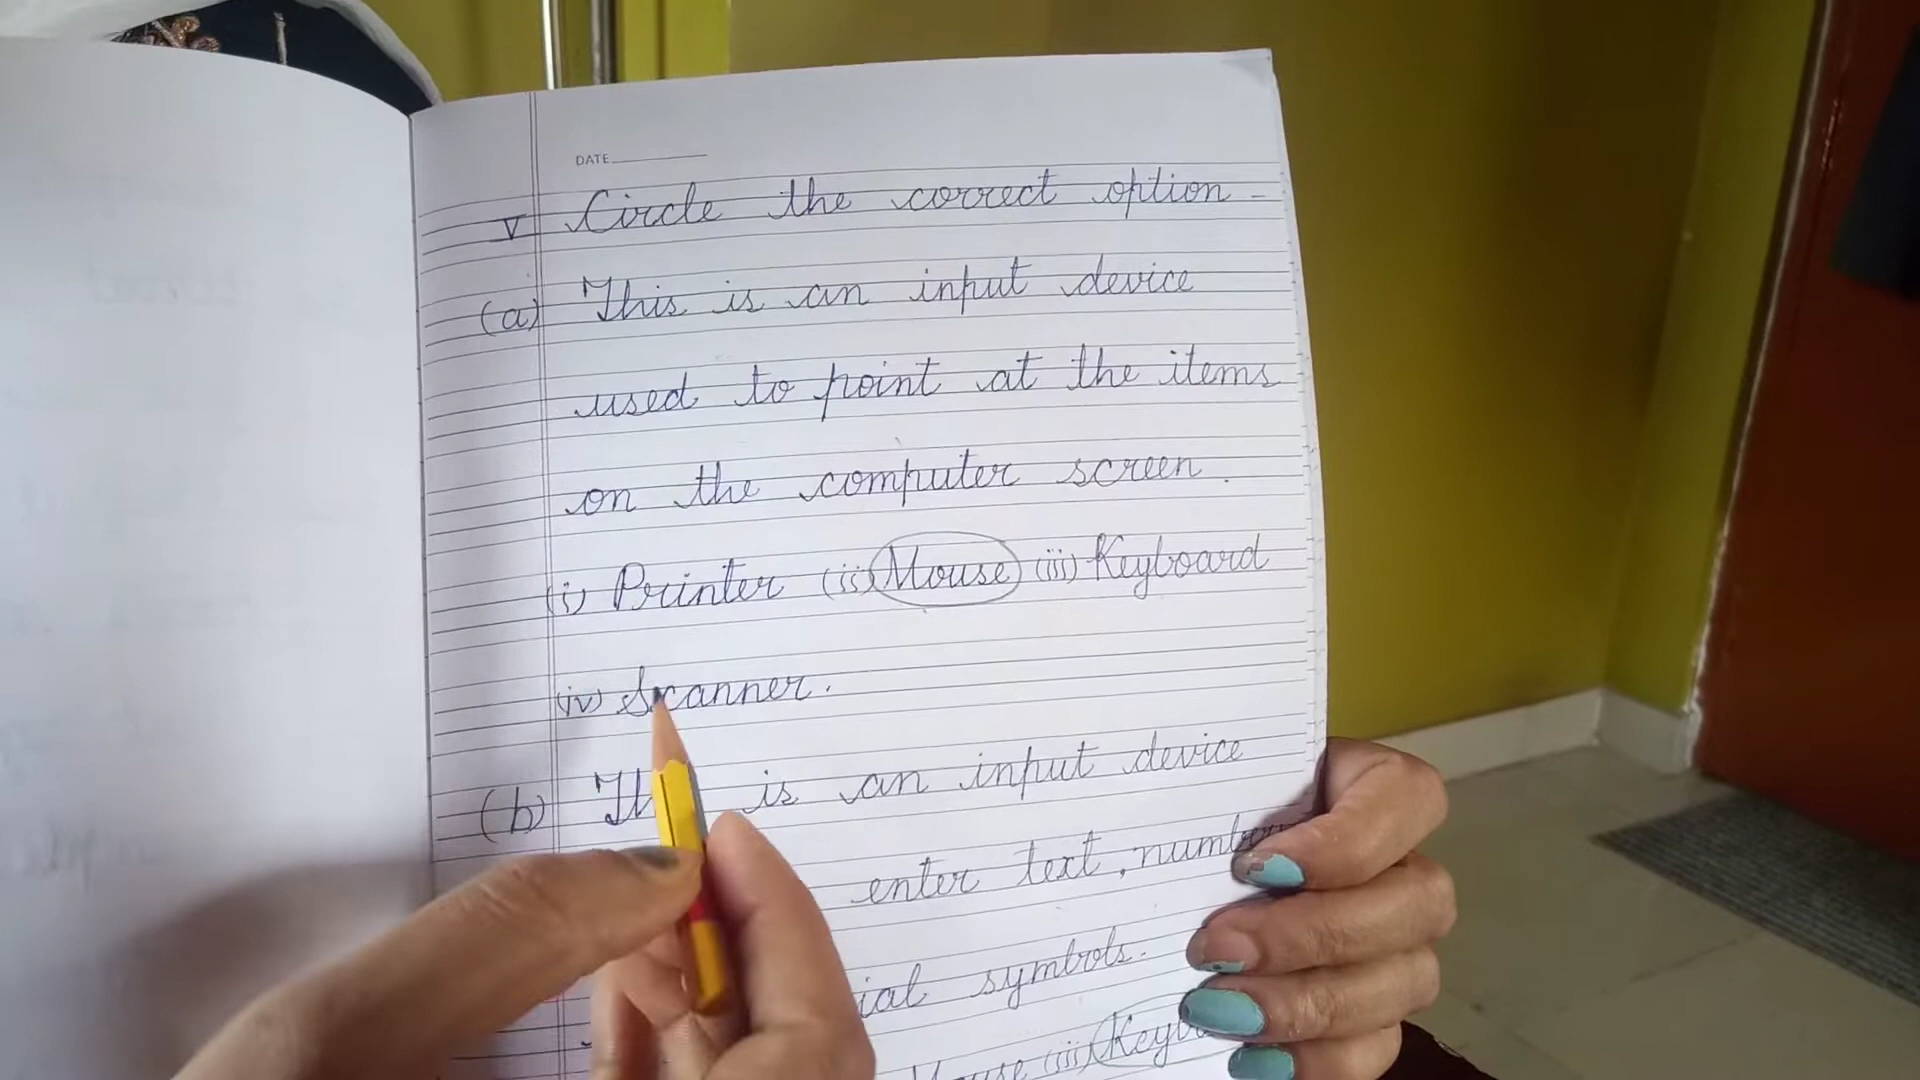 DATE
V Circle the correct option -
(a) This is an input device
used to point at the items
on the computer screen.
(i) Printer (ii) Mouse (iii) Keyboard
(iv) Scanner.
(b) is an input device
enter text, number
symbols.
(iii)